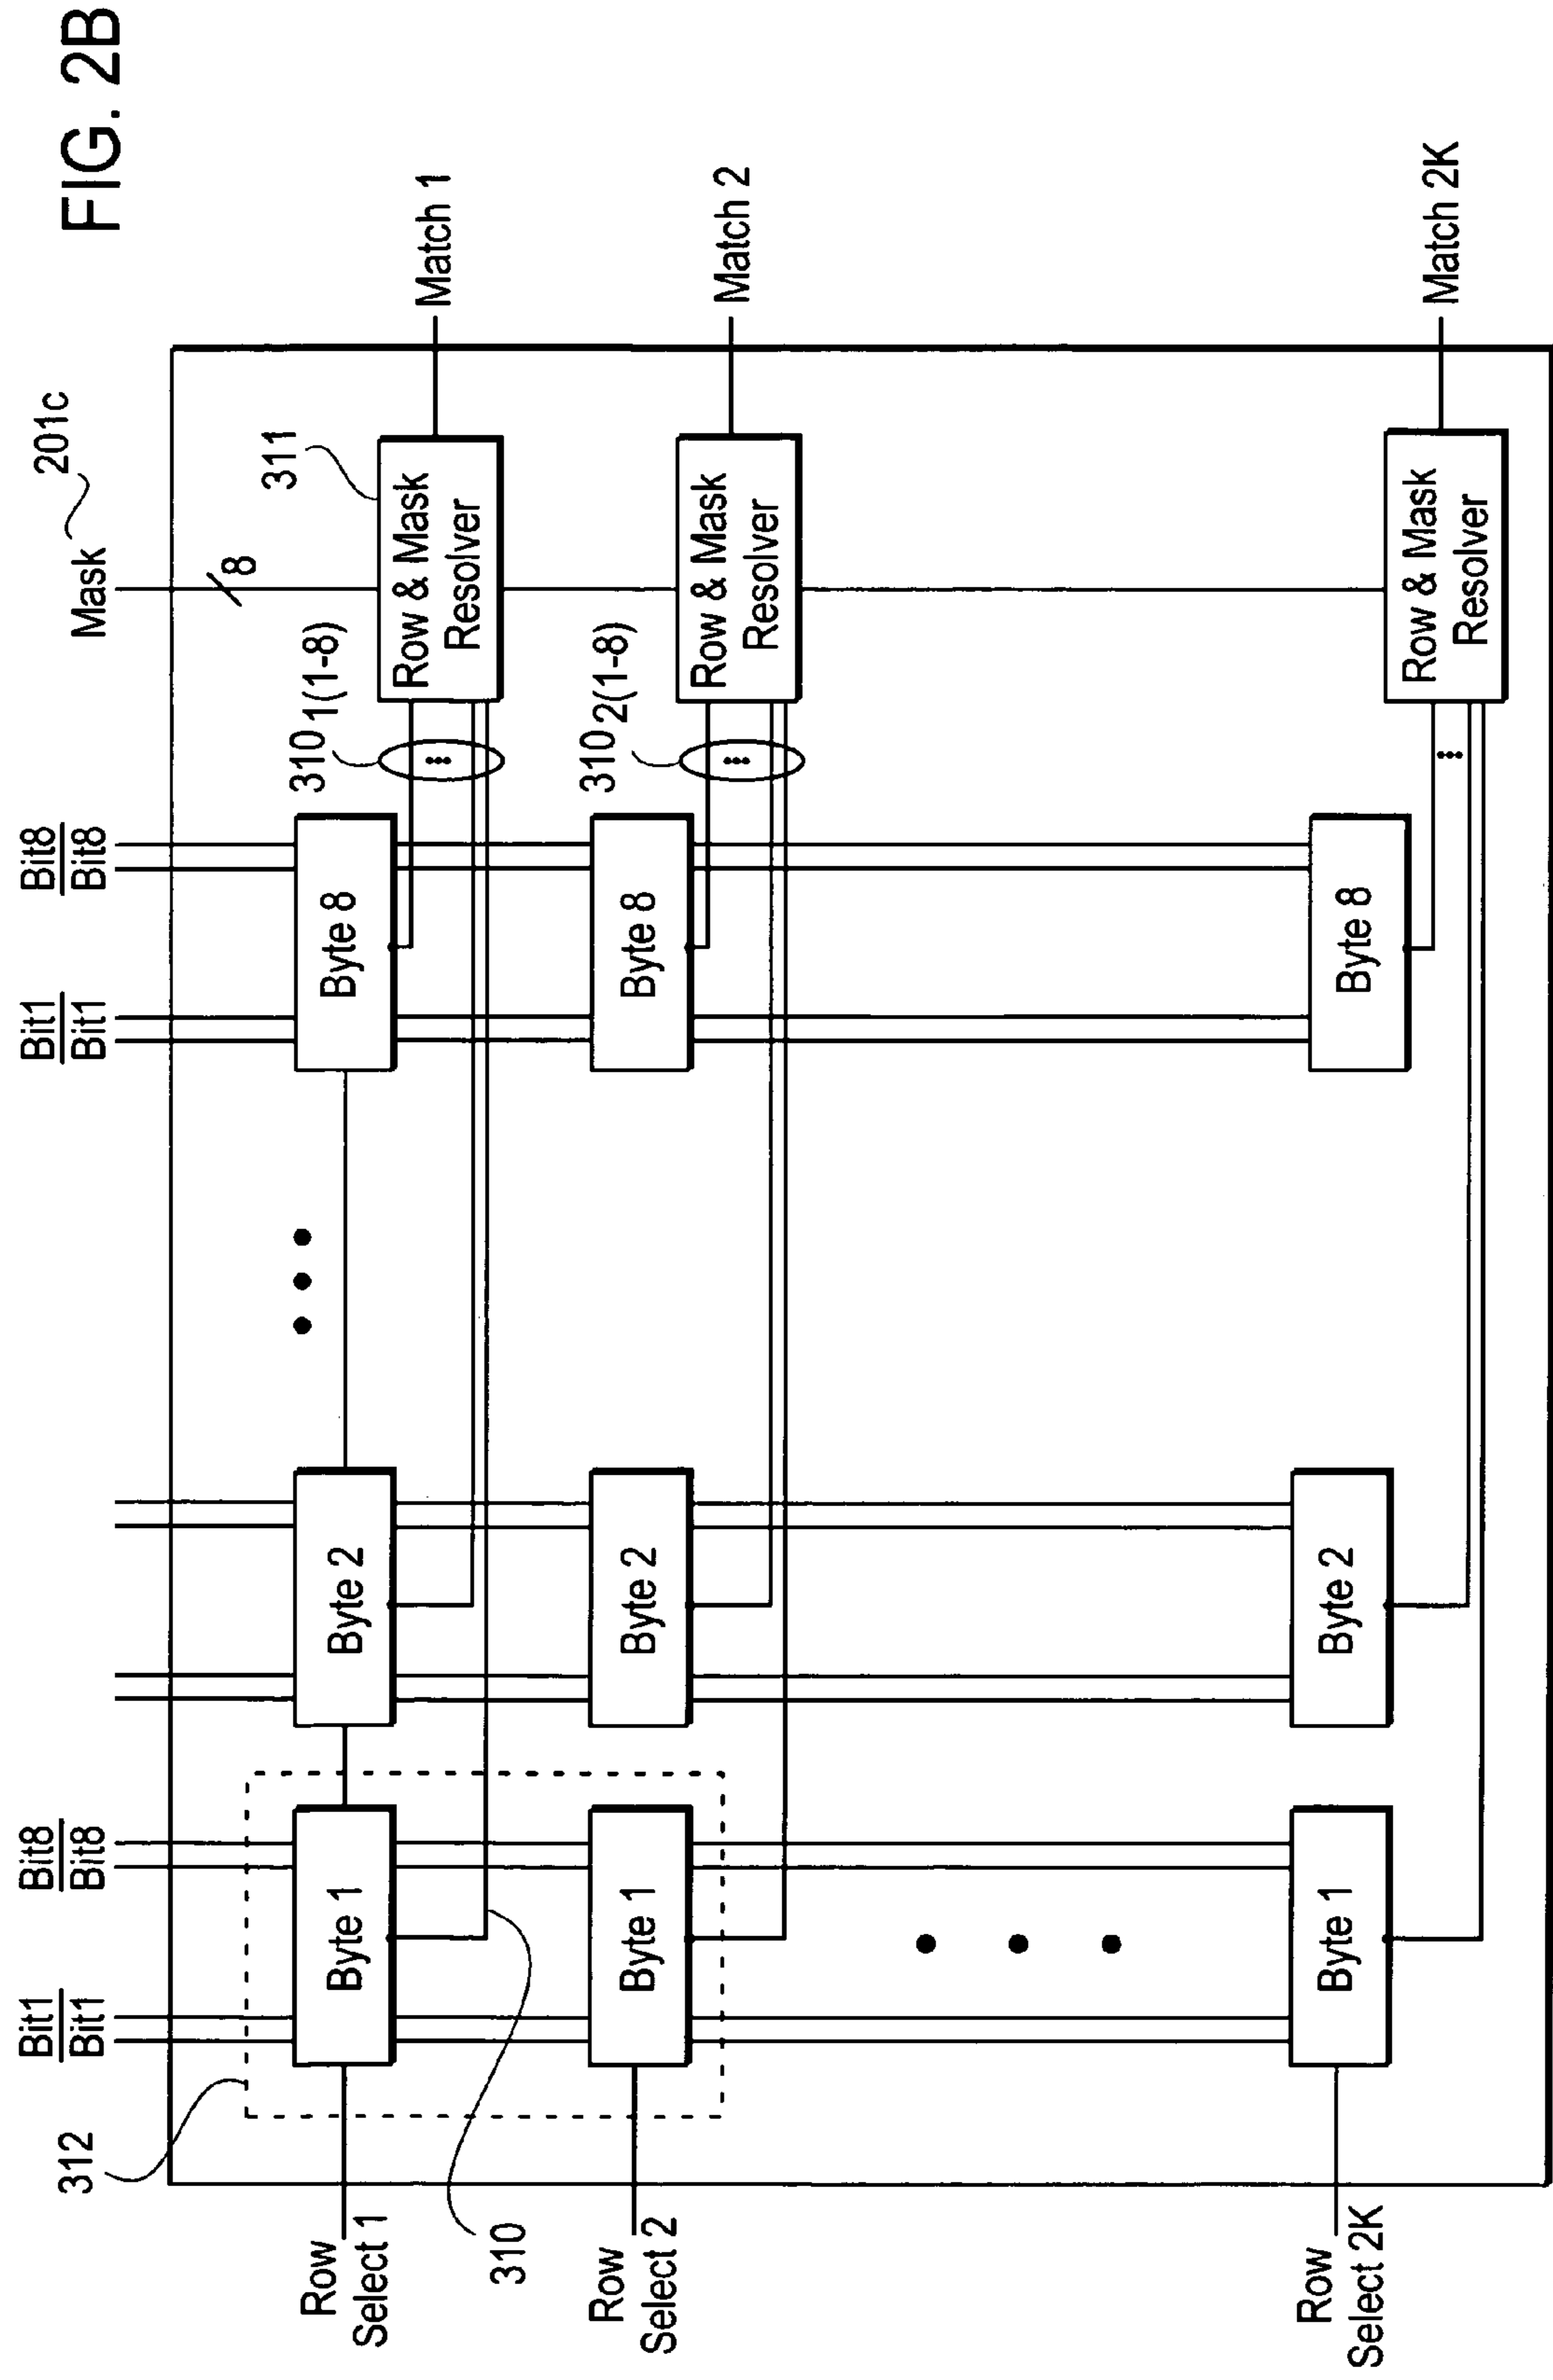 FIG. 2B
Mask 201c
8
Bit1
Bit1
Bit8
Bit8
Bit1
Bit1
Bit8
Bit8
312
Row
Select 1
Byte 1
Byte 2
Byte 8
310 1(1-8)
Row & Mask
Resolver
311
Match 1
310
Row
Select 2
Byte 1
Byte 2
Byte 8
310 2(1-8)
Row & Mask
Resolver
Match 2
Row
Select 2K
Byte 1
Byte 2
Byte 8
Row & Mask
Resolver
Match 2K